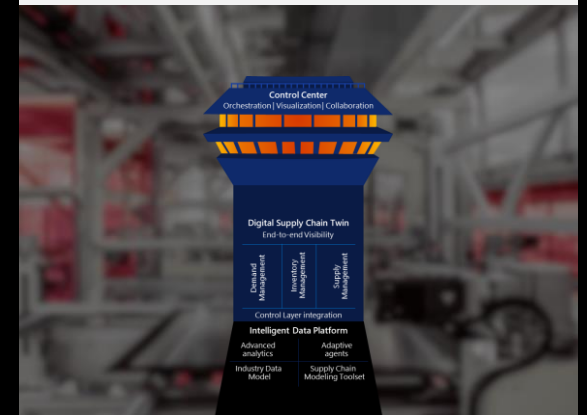 Control Center
Orchestration | Visualization | Collaboration
Digital Supply Chain Twin
End-to-end Visibility
Demand
Management
Inventory
Management
Supply
Management
Control Layer integration
Intelligent Data Platform
Advanced
analytics
Adaptive
agents
Industry Data
Model
Supply Chain
Modeling Toolset